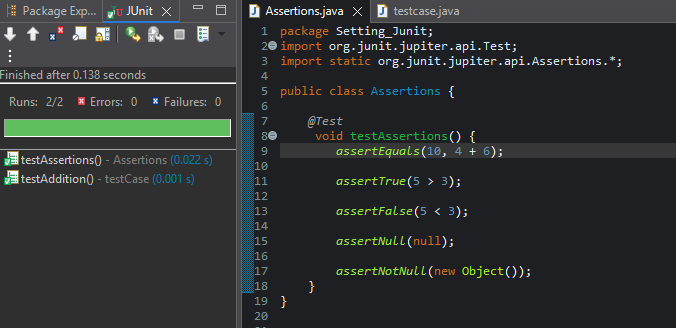 Package Exp...
JUnit
Finished after 0.138 seconds
Runs: 2/2
Errors: 0
Failures: 0
testAssertions() - Assertions (0.022 s)
testAddition() - testCase (0.001 s)
Assertions.java
testcase.java
1 package Setting_Junit;
2 import org.junit.jupiter.api.Test;
3 import static org.junit.jupiter.api.Assertions.*;
4
5 public class Assertions {
6
7 @Test
8 void testAssertions() {
9 assertEquals(10, 4 + 6);
10
11 assertTrue(5 > 3);
12
13 assertFalse(5 < 3);
14
15 assertNull(null);
16
17 assertNotNull(new Object());
18 }
19 }
20